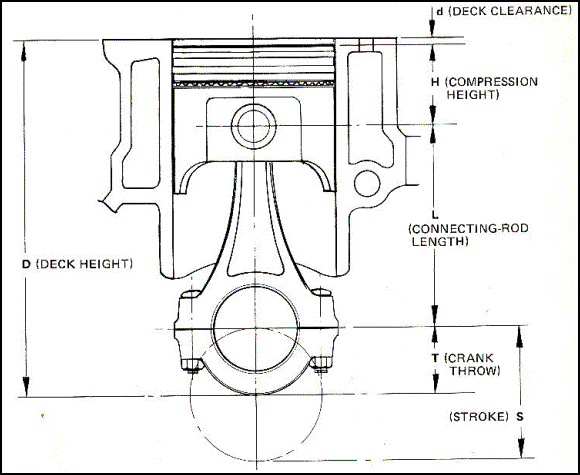 d (DECK CLEARANCE)
H (COMPRESSION
HEIGHT)
L
(CONNECTING-ROD
LENGTH)
D (DECK HEIGHT)
T (CRANK
THROW)
(STROKE) S